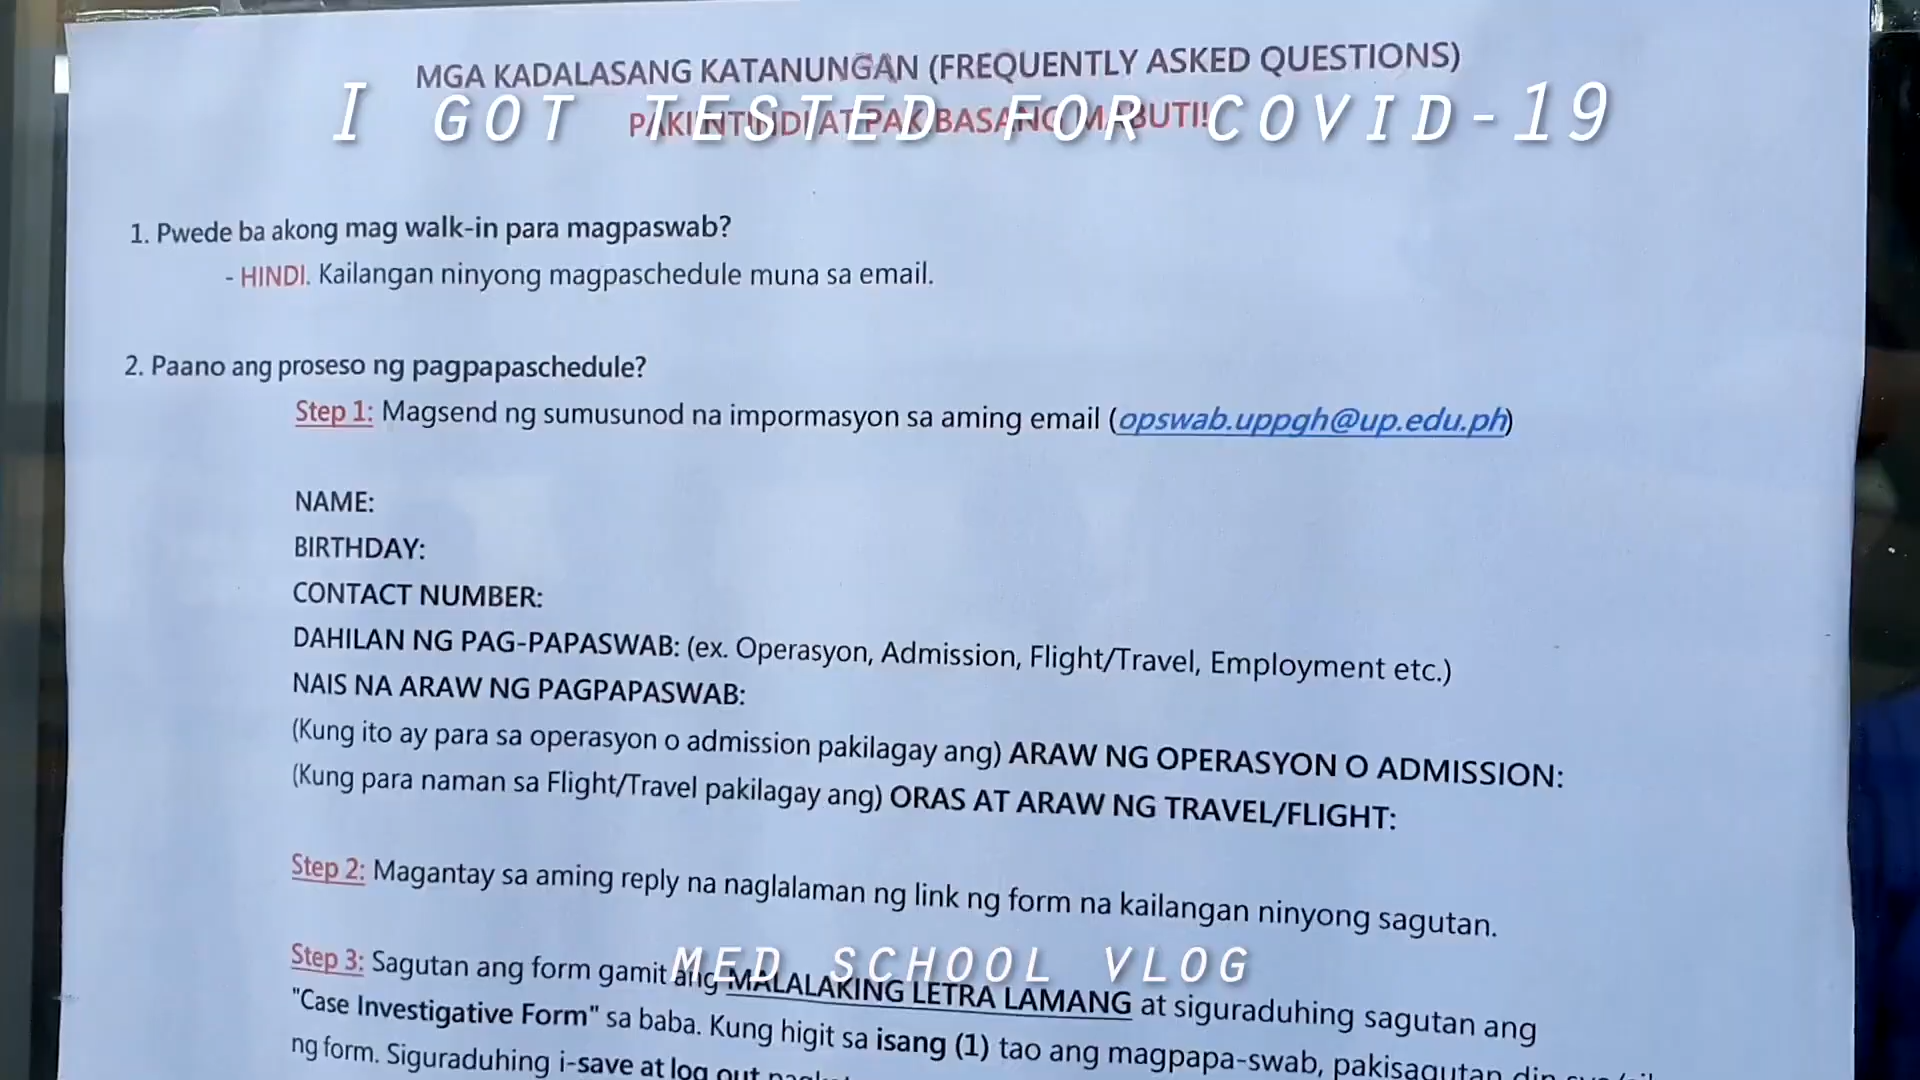 MGA KADALASANG KATANUNGAN (FREQUENTLY ASKED QUESTIONS)
I GOT TESTED FOR COVID-19
1. Pwede ba akong mag walk-in para magpaswab?
- HINDI. Kailangan ninyong magpaschedule muna sa email.
2. Paano ang proseso ng pagpapaschedule?
Step 1: Magsend ng sumusunod na impormasyon sa aming email (opswab.uppgh@up.edu.ph)
NAME:
BIRTHDAY:
CONTACT NUMBER:
DAHILAN NG PAG-PAPASWAB: (ex. Operasyon, Admission, Flight/Travel, Employment etc.)
NAIS NA ARAW NG PAGPAPASWAB:
(Kung ito ay para sa operasyon o admission pakilagay ang) ARAW NG OPERASYON O ADMISSION:
(Kung para naman sa Flight/Travel pakilagay ang) ORAS AT ARAW NG TRAVEL/FLIGHT:
Step 2: Magantay sa aming reply na naglalaman ng link ng form na kailangan ninyong sagutan.
MED SCHOOL VLOG
Step 3: Sagutan ang form gamit ang MALALAKING LETRA LAMANG at siguraduhing sagutan ang
"Case Investigative Form" sa baba. Kung higit sa isang (1) tao ang magpapa-swab, pakisagutan din
ng form. Siguraduhing i-save at log out